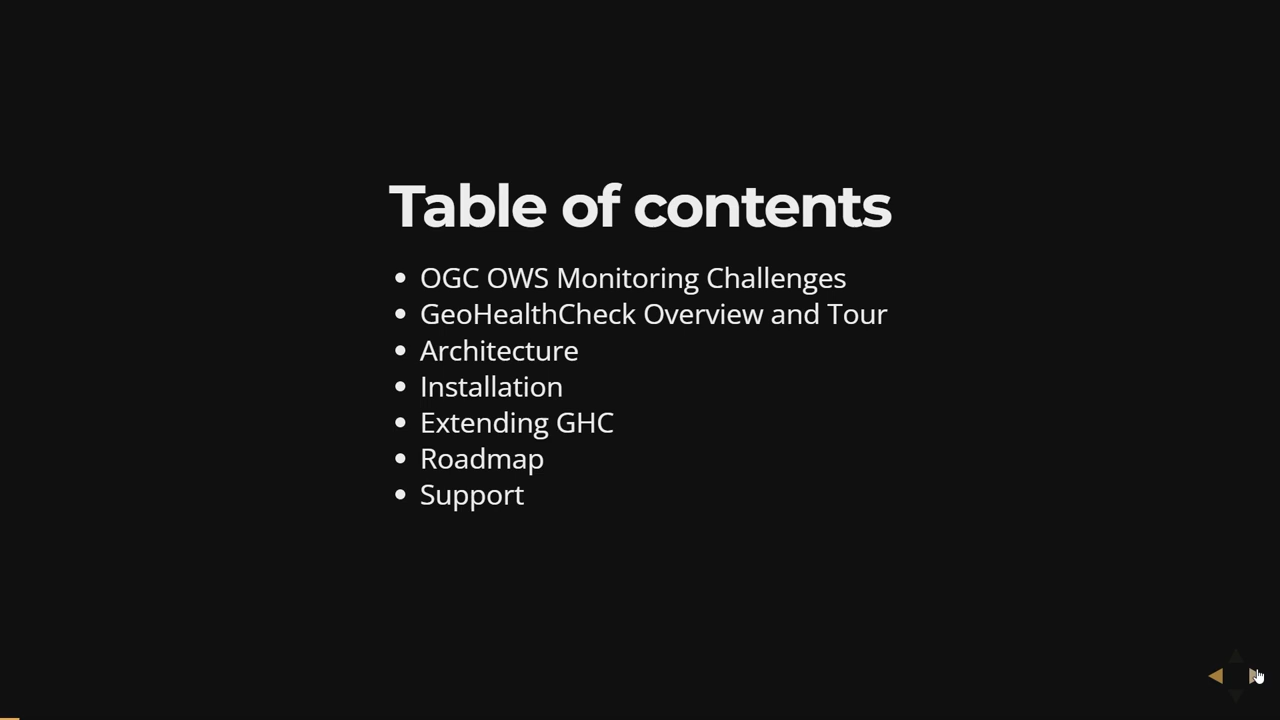 Table of contents
OGC OWS Monitoring Challenges
GeoHealthCheck Overview and Tour
Architecture
Installation
Extending GHC
Roadmap
Support